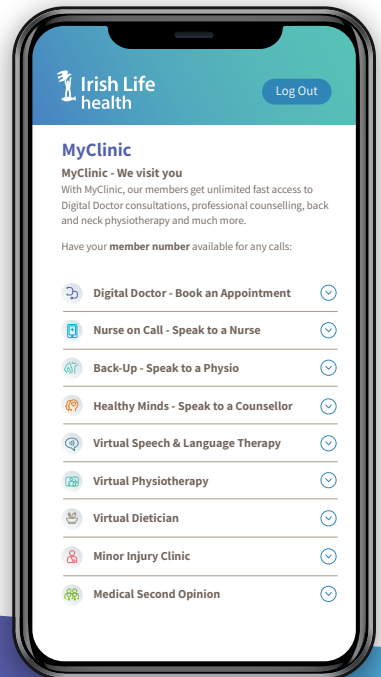 Irish Life
health
Log Out
MyClinic
MyClinic - We visit you
With MyClinic, our members get unlimited fast access to
Digital Doctor consultations, professional counselling, back
and neck physiotherapy and much more.
Have your member number available for any calls:
Digital Doctor - Book an Appointment
Nurse on Call - Speak to a Nurse
Back-Up - Speak to a Physio
Healthy Minds - Speak to a Counsellor
Virtual Speech & Language Therapy
Virtual Physiotherapy
Virtual Dietician
Minor Injury Clinic
Medical Second Opinion